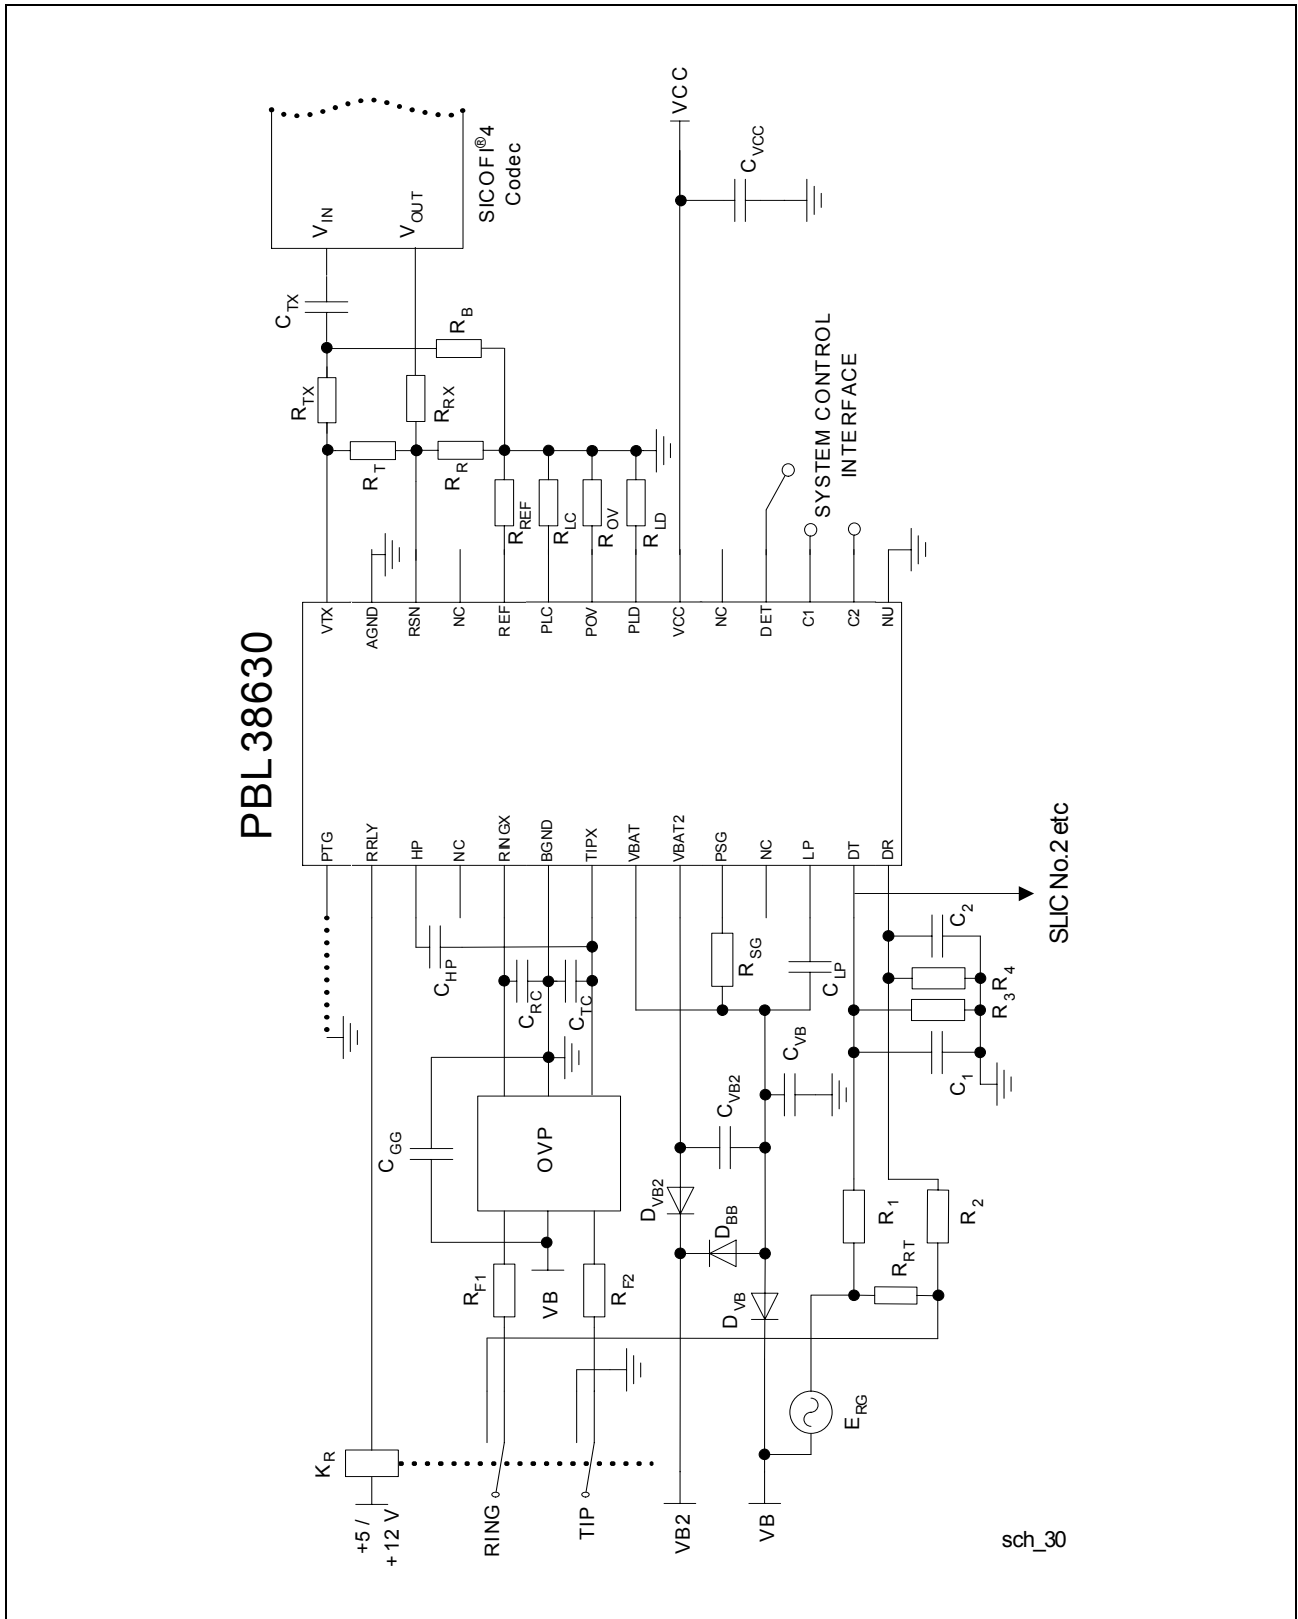 PBL38630
SICOFI®4
Codec
VIN
VOUT
CTX
RTX
RB
RRX
RT
RR
RREF
RLC
ROV
RLD
VCC
CVCC
SYSTEM CONTROL
INTERFACE
VTX
AGND
RSN
NC
REF
PLC
POV
PLD
VCC
NC
DET
C1
C2
NU
PTG
RRLY
HP
NC
RINGX
BGND
TIPX
VBAT
VBAT2
PSG
NC
LP
DT
DR
SLIC No.2 etc
CHP
CRC
CTC
RSG
CLP
CGG
OVP
CVB2
CVB
C1
R3
R4
C2
DVB2
DBB
DVB
R1
R2
RRT
RF1
VB
RF2
ERG
KR
+5 /
+12 V
RING
TIP
VB2
VB
sch_30